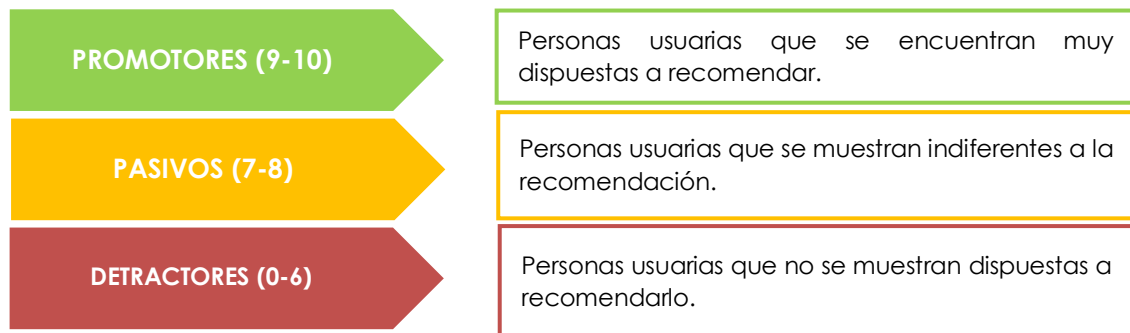 PROMOTORES (9-10)
Personas usuarias que se encuentran muy
dispuestas a recomendar.
PASIVOS (7-8)
Personas usuarias que se muestran indiferentes a la
recomendación.
DETRACTORES (0-6)
Personas usuarias que no se muestran dispuestas a
recomendarlo.